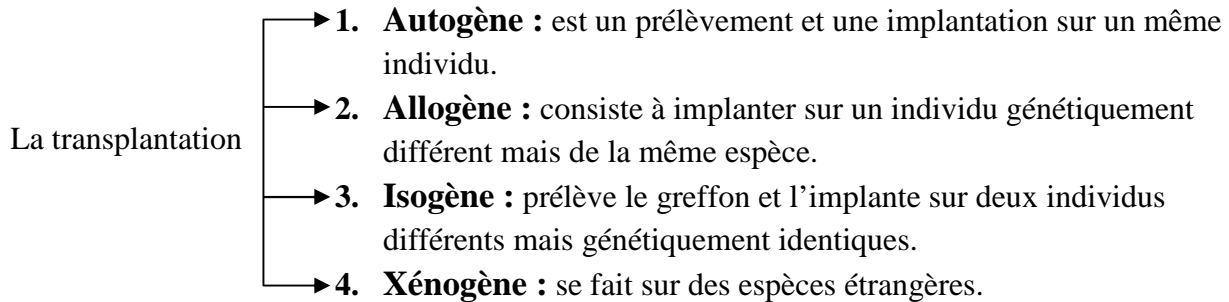 1. Autogène : est un prélèvement et une implantation sur un même
individu.
2. Allogène : consiste à implanter sur un individu génétiquement
La transplantation
différent mais de la même espèce.
3. Isogène : prélève le greffon et l’implante sur deux individus
différents mais génétiquement identiques.
4. Xénogène : se fait sur des espèces étrangères.